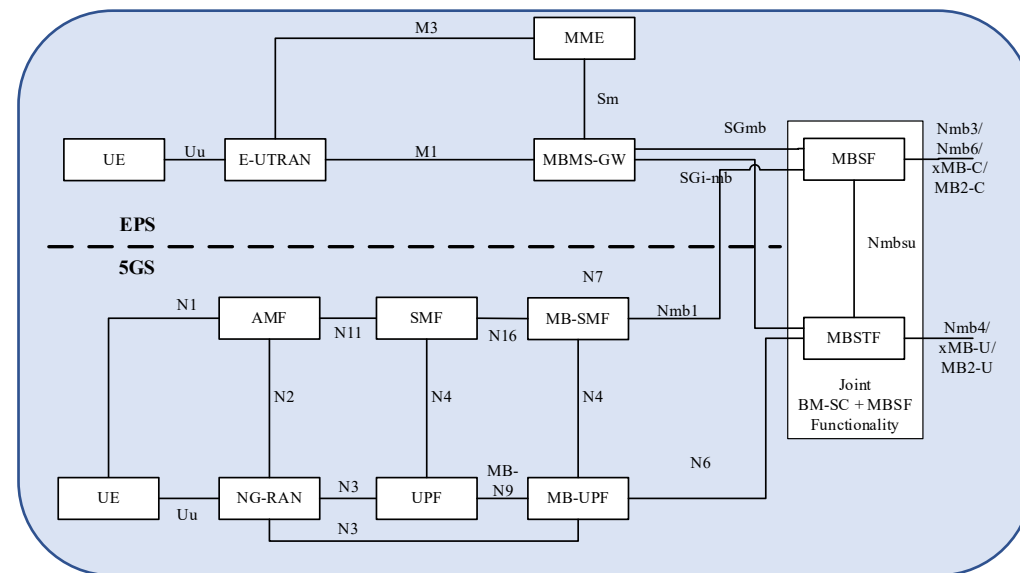 M3
MME
Sm
UE
Uu
E-UTRAN
M1
MBMS-GW
SGmb
SGi-mb
MBSF
Nmb3/
Nmb6/
xMB-C/
MB2-C
EPS
5GS
Nmbsu
N7
N1
AMF
N11
SMF
N16
MB-SMF
Nmb1
MBSTF
Nmb4/
xMB-U/
MB2-U
Joint
BM-SC + MBSF
Functionality
N2
N4
N4
N6
UE
Uu
NG-RAN
N3
UPF
MB-
N9
MB-UPF
N3